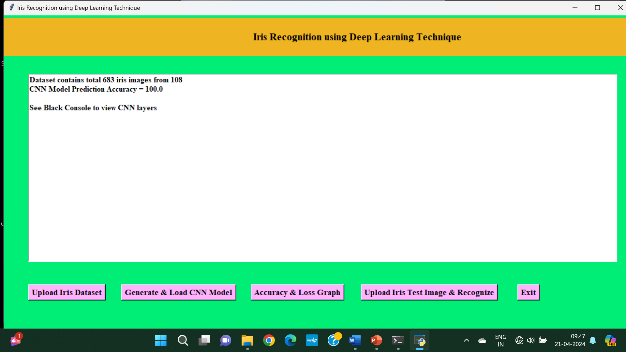 Iris Recognition using Deep Learning Technique
Iris Recognition using Deep Learning Technique
Dataset contains total 683 iris images from 108
CNN Model Prediction Accuracy = 100.0
See Black Console to view CNN layers
Upload Iris Dataset
Generate & Load CNN Model
Accuracy & Loss Graph
Upload Iris Test Image & Recognize
Exit
ENG
IN
09:47
21-04-2024